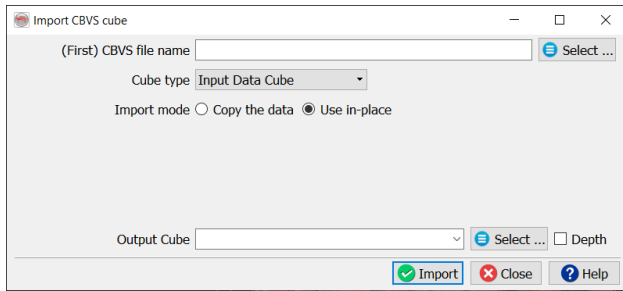 Import CBVS cube
(First) CBVS file name Select ...
Cube type Input Data Cube
Import mode Copy the data Use in-place
Output Cube Select ... Depth
Import Close Help